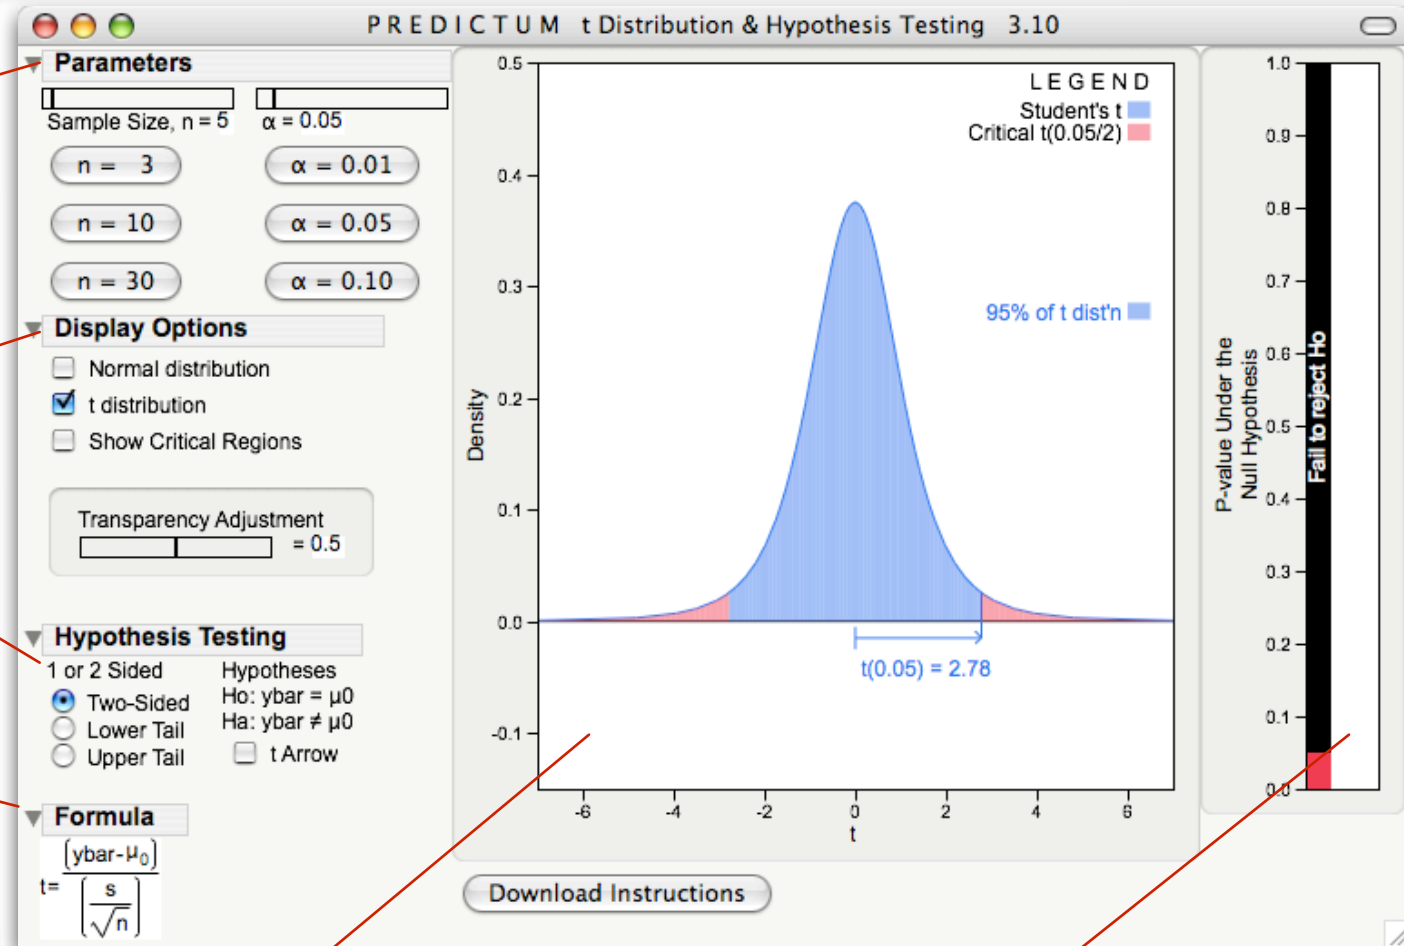 PREDICTUM t Distribution & Hypothesis Testing 3.10
Parameters
Sample Size, n = 5
α = 0.05
n = 3
α = 0.01
n = 10
α = 0.05
n = 30
α = 0.10
Display Options
Normal distribution
t distribution
Show Critical Regions
Transparency Adjustment
= 0.5
Hypothesis Testing
1 or 2 Sided
Two-Sided
Lower Tail
Upper Tail
Hypotheses
Ho: ybar = µ0
Ha: ybar ≠ µ0
t Arrow
Formula
t= (ybar-µ0)
( s
√n )
LEGEND
Student's t
Critical t(0.05/2)
95% of t dist'n
t(0.05) = 2.78
Density
0.5
0.4
0.3
0.2
0.1
0.0
-0.1
-6 -4 -2 0 2 4 6
t
Download Instructions
P-value Under the
Null Hypothesis
1.0
0.9
0.8
0.7
0.6
0.5
0.4
0.3
0.2
0.1
0.0
Fail to reject Ho